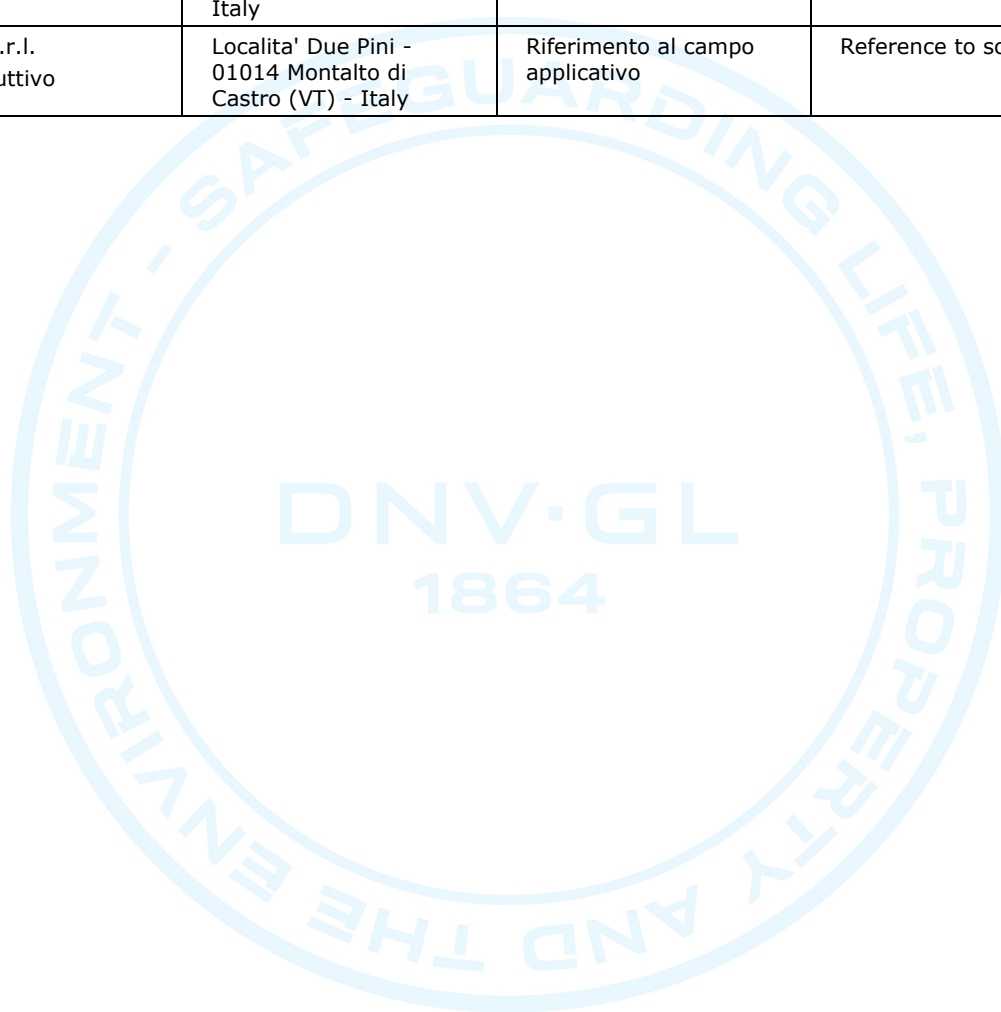 Italy
.r.l.
uttivo
Localita' Due Pini -
01014 Montalto di
Castro (VT) - Italy
Riferimento al campo
applicativo
Reference to sc
SAFEGUARDING LIFE, PROPERTY AND THE ENVIRONMENT -
DNV·GL
1864